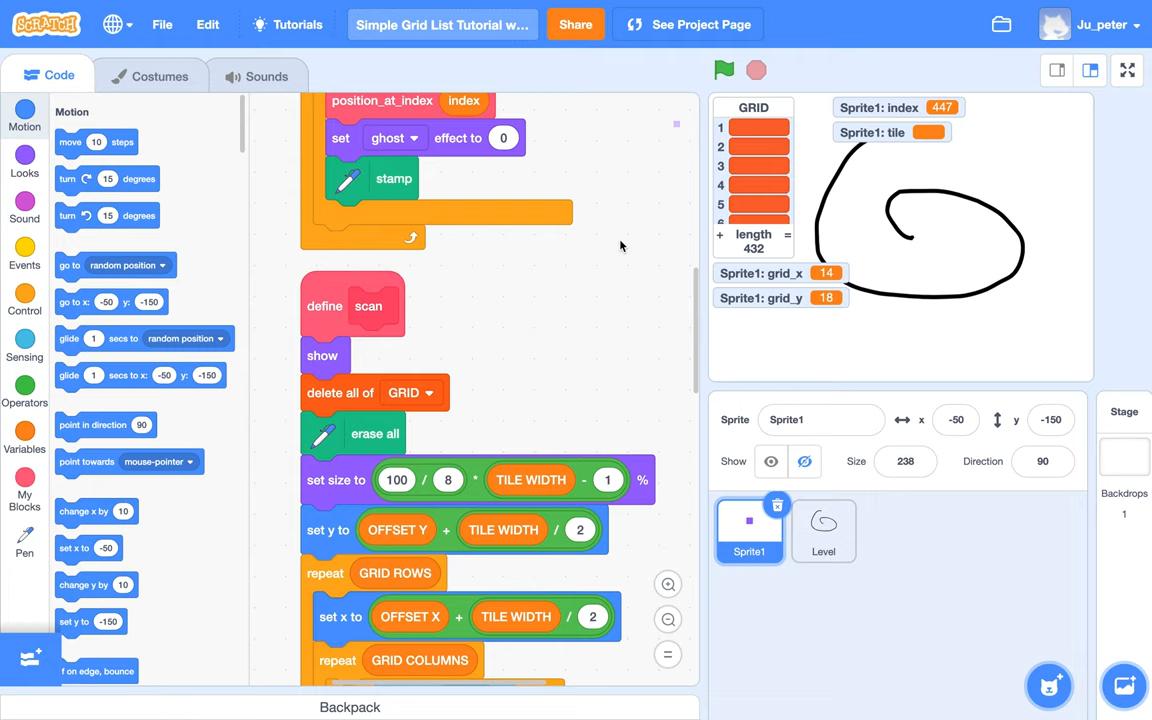 SCRATCH
File
Edit
Tutorials
Simple Grid List Tutorial w...
Share
See Project Page
Ju_peter
Code
Costumes
Sounds
Motion
Looks
Sound
Events
Control
Sensing
Operators
Variables
My
Blocks
Pen
Motion
move 10 steps
turn 15 degrees
turn 15 degrees
go to random position
go to x: -50 y: -150
glide 1 secs to random position
glide 1 secs to x: -50 y: -150
point in direction 90
point towards mouse-pointer
change x by 10
set x to -50
change y by 10
set y to -150
f on edge, bounce
position_at_index index
set ghost effect to 0
stamp
define scan
show
delete all of GRID
erase all
set size to 100 / 8 * TILE WIDTH - 1 %
set y to OFFSET Y + TILE WIDTH / 2
repeat GRID ROWS
set x to OFFSET X + TILE WIDTH / 2
repeat GRID COLUMNS
Backpack
GRID
1
2
3
4
5
+ length =
432
Sprite1: index 447
Sprite1: tile
Sprite1: grid_x 14
Sprite1: grid_y 18
Sprite Sprite1 x -50 y -150
Show Size 238 Direction 90
Sprite1
Level
Stage
Backdrops
1